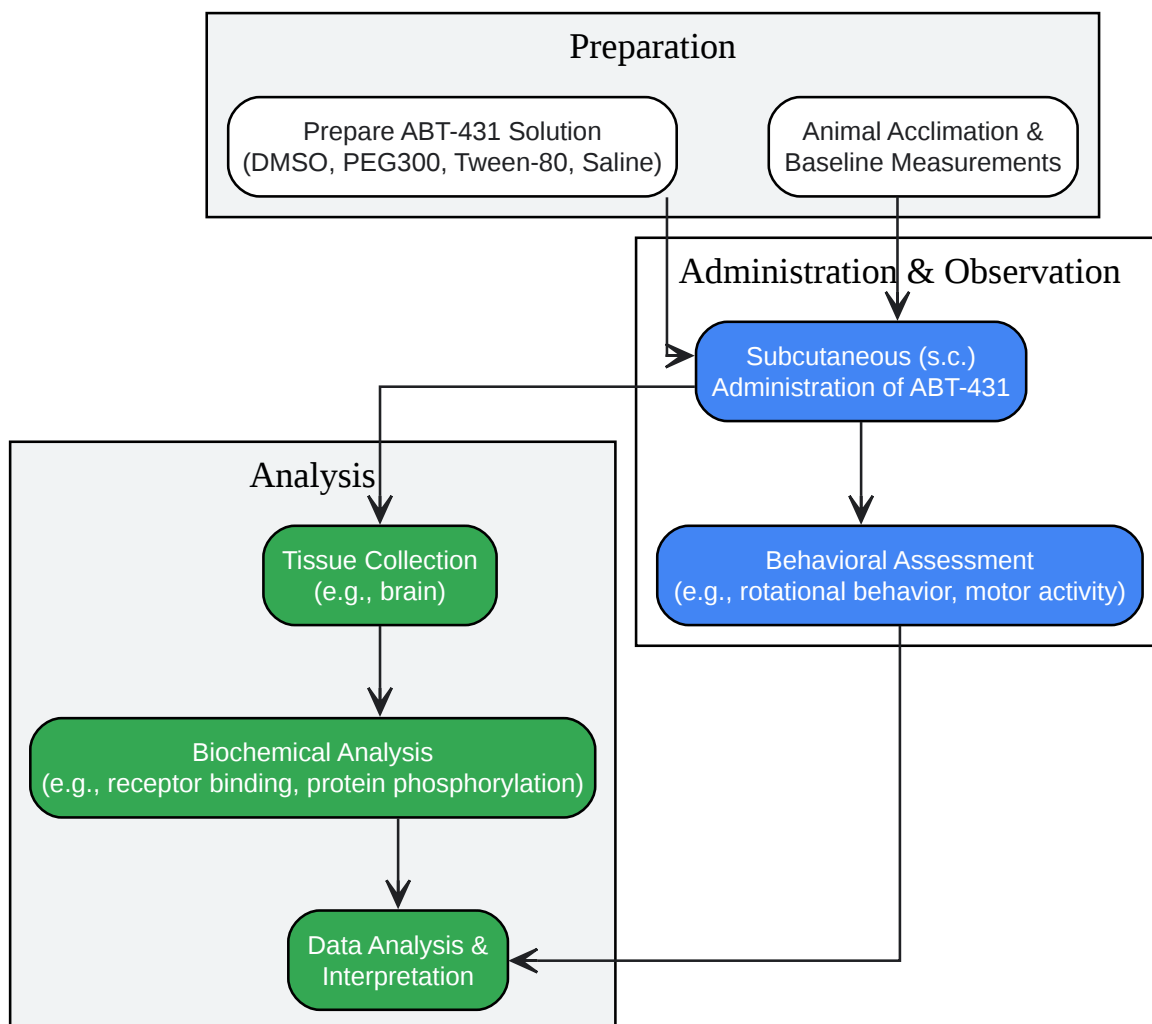 Preparation
Prepare ABT-431 Solution
(DMSO, PEG300, Tween-80, Saline)
Animal Acclimation &
Baseline Measurements
Administration & Observation
Subcutaneous (s.c.)
Administration of ABT-431
Behavioral Assessment
(e.g., rotational behavior, motor activity)
Analysis
Tissue Collection
(e.g., brain)
Biochemical Analysis
(e.g., receptor binding, protein phosphorylation)
Data Analysis &
Interpretation